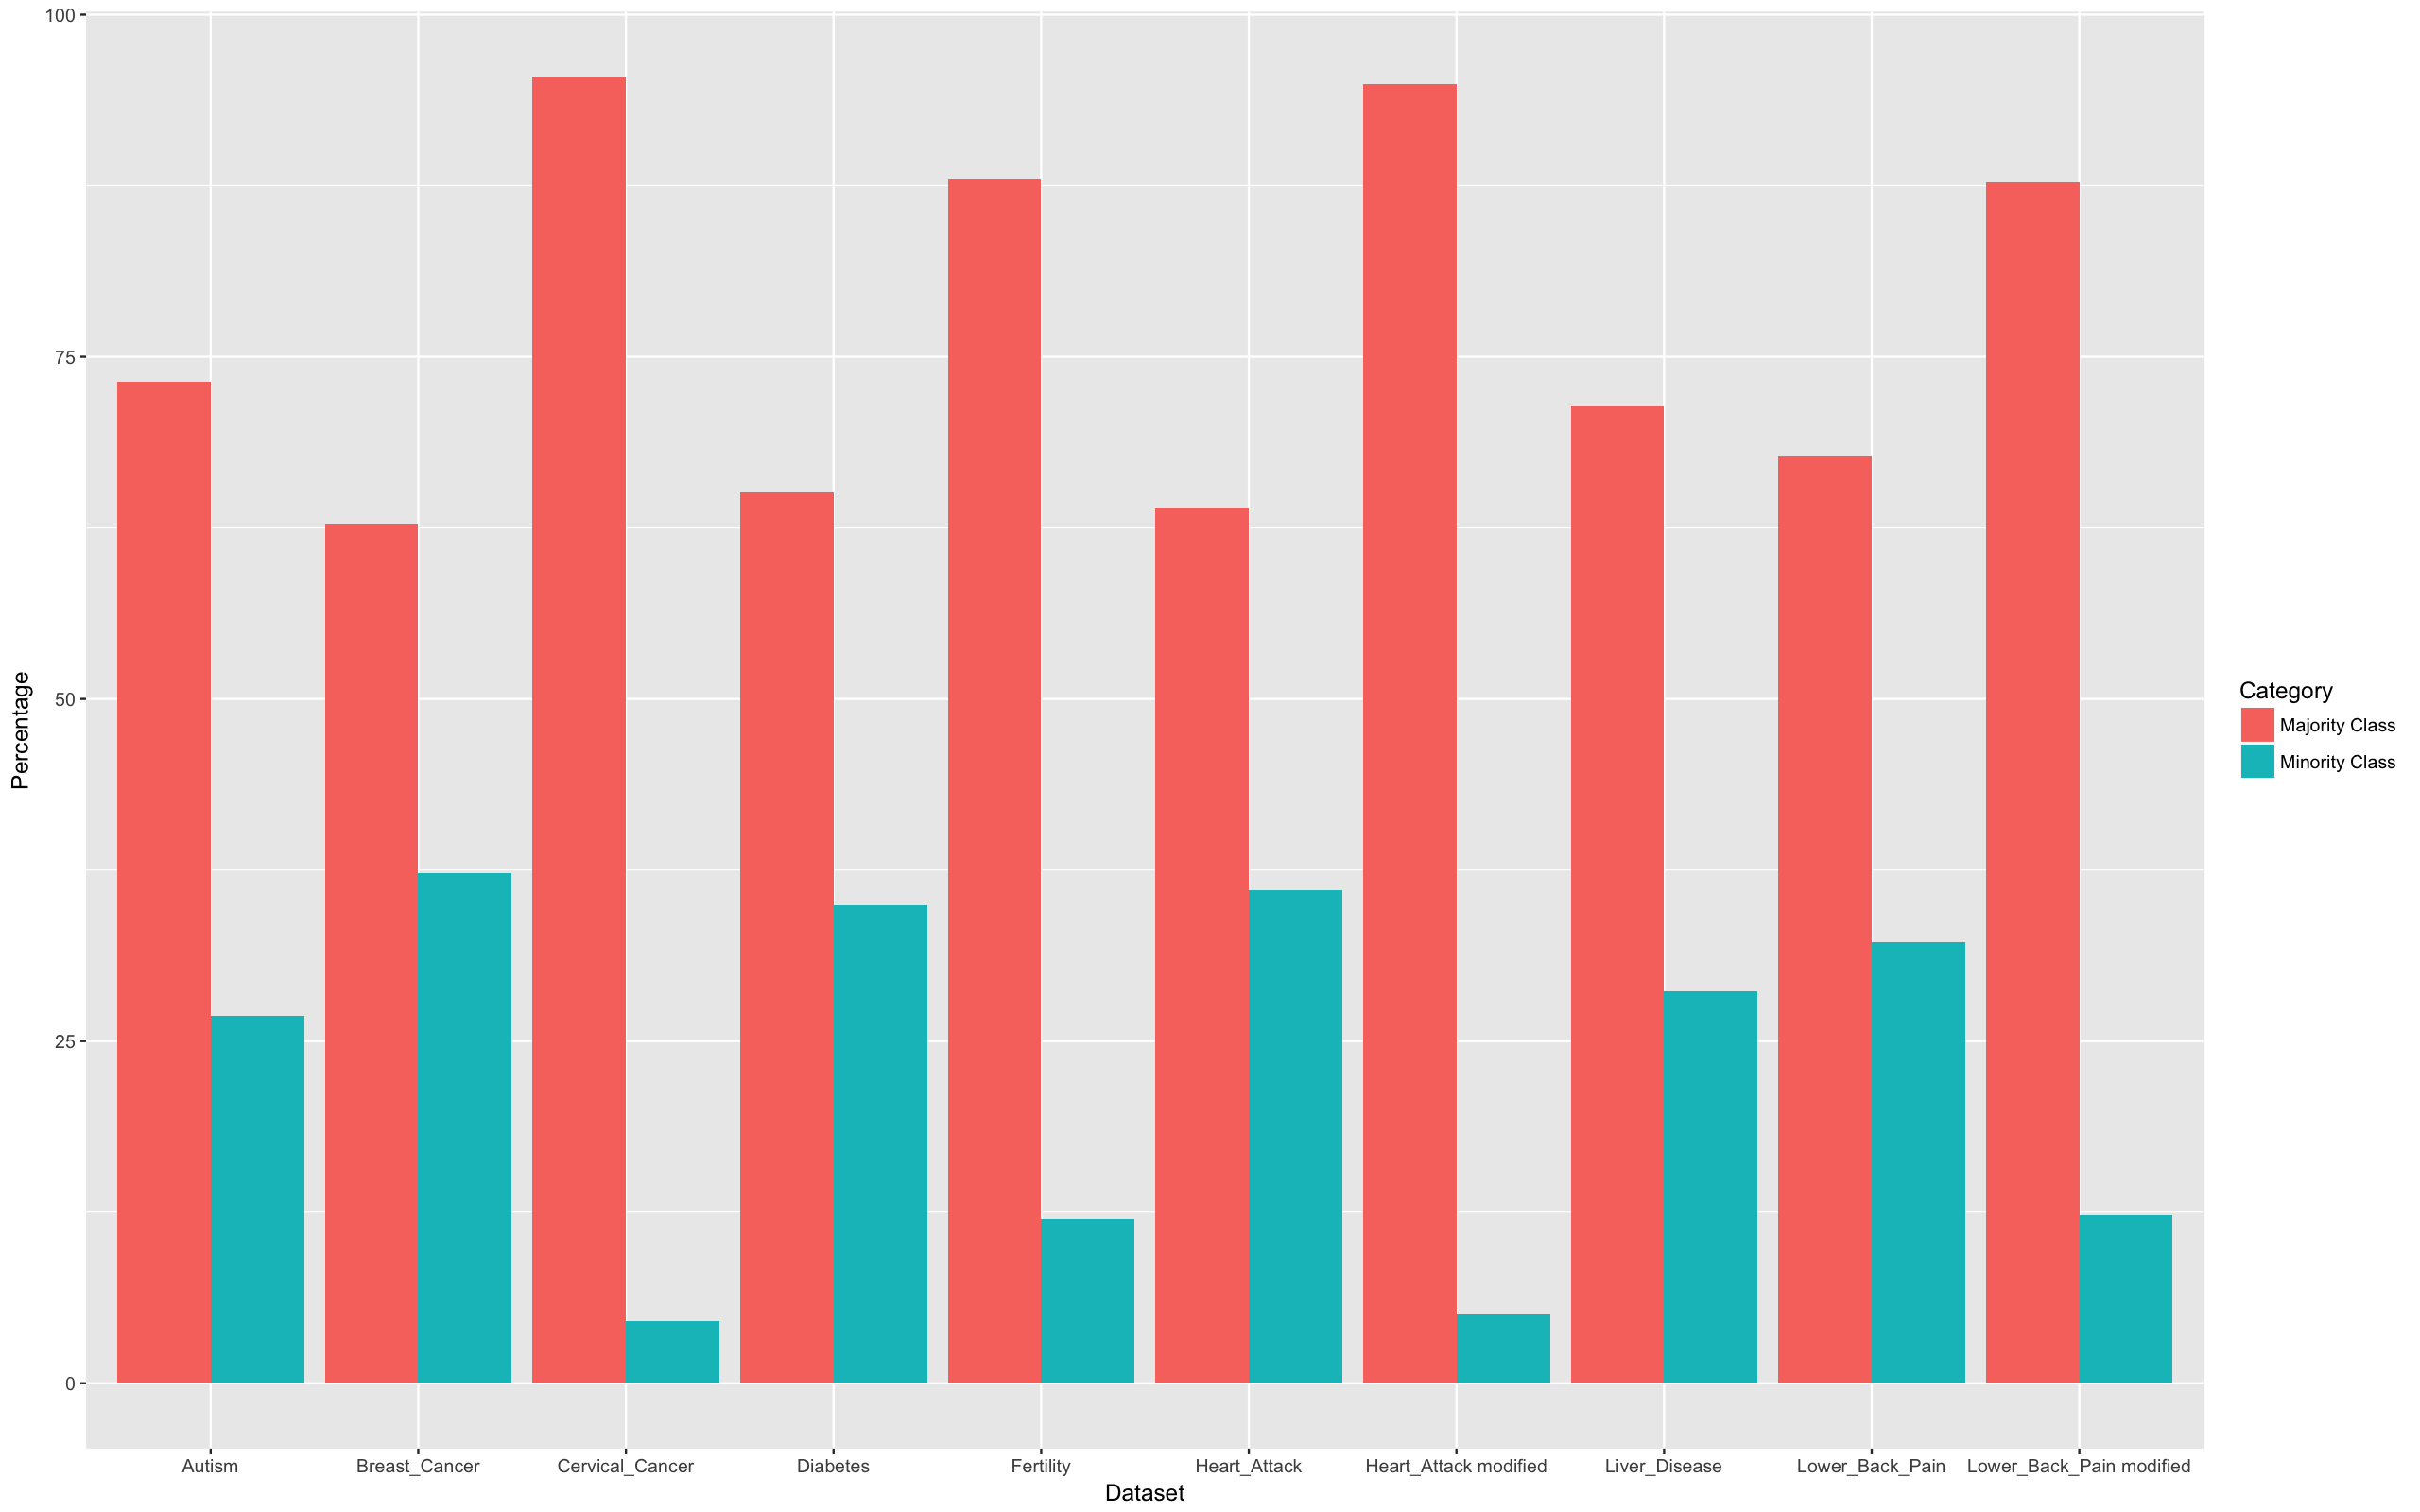 100
75
50
25
0
Percentage
Autism
Breast_Cancer
Cervical_Cancer
Diabetes
Fertility
Heart_Attack
Heart_Attack modified
Liver_Disease
Lower_Back_Pain
Lower_Back_Pain modified
Dataset
Category
Majority Class
Minority Class